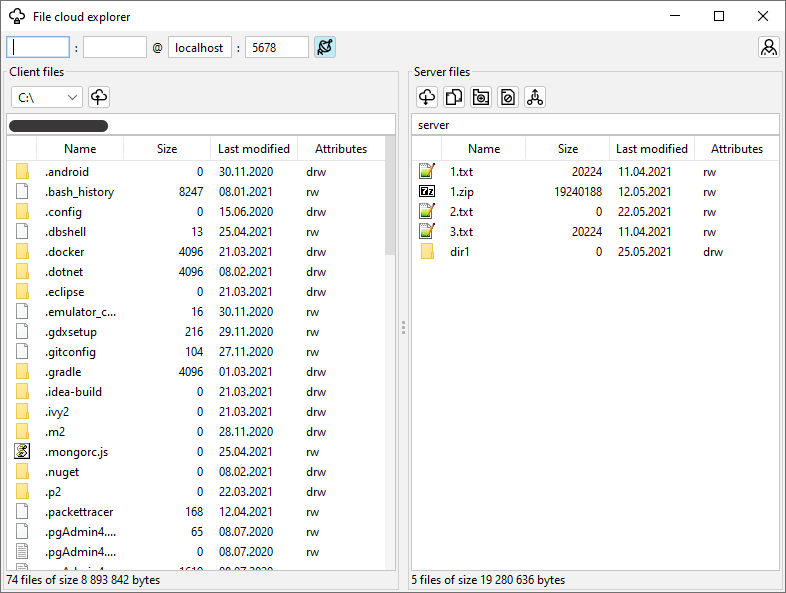 File cloud explorer
: @ localhost : 5678
Client files
C:\
Name Size Last modified Attributes
.android 0 30.11.2020 drw
.bash_history 8247 08.01.2021 rw
.config 0 15.06.2020 drw
.dbshell 13 25.04.2021 rw
.docker 4096 21.03.2021 drw
.dotnet 4096 08.02.2021 drw
.eclipse 0 21.03.2021 drw
.emulator_c... 16 30.11.2020 rw
.gdxsetup 216 29.11.2020 rw
.gitconfig 104 27.11.2020 rw
.gradle 4096 01.03.2021 drw
.idea-build 0 21.03.2021 drw
.ivy2 0 21.03.2021 drw
.m2 0 28.11.2020 drw
.mongorc.js 0 25.04.2021 rw
.nuget 0 08.02.2021 drw
.p2 0 22.03.2021 drw
.packettracer 168 12.04.2021 rw
.pgAdmin4.... 65 08.07.2020 rw
.pgAdmin4.... 0 08.07.2020 rw
74 files of size 8 893 842 bytes
Server files
server
Name Size Last modified Attributes
1.txt 20224 11.04.2021 rw
7z 1.zip 19240188 12.05.2021 rw
2.txt 0 22.05.2021 rw
3.txt 20224 11.04.2021 rw
dir1 0 25.05.2021 drw
5 files of size 19 280 636 bytes